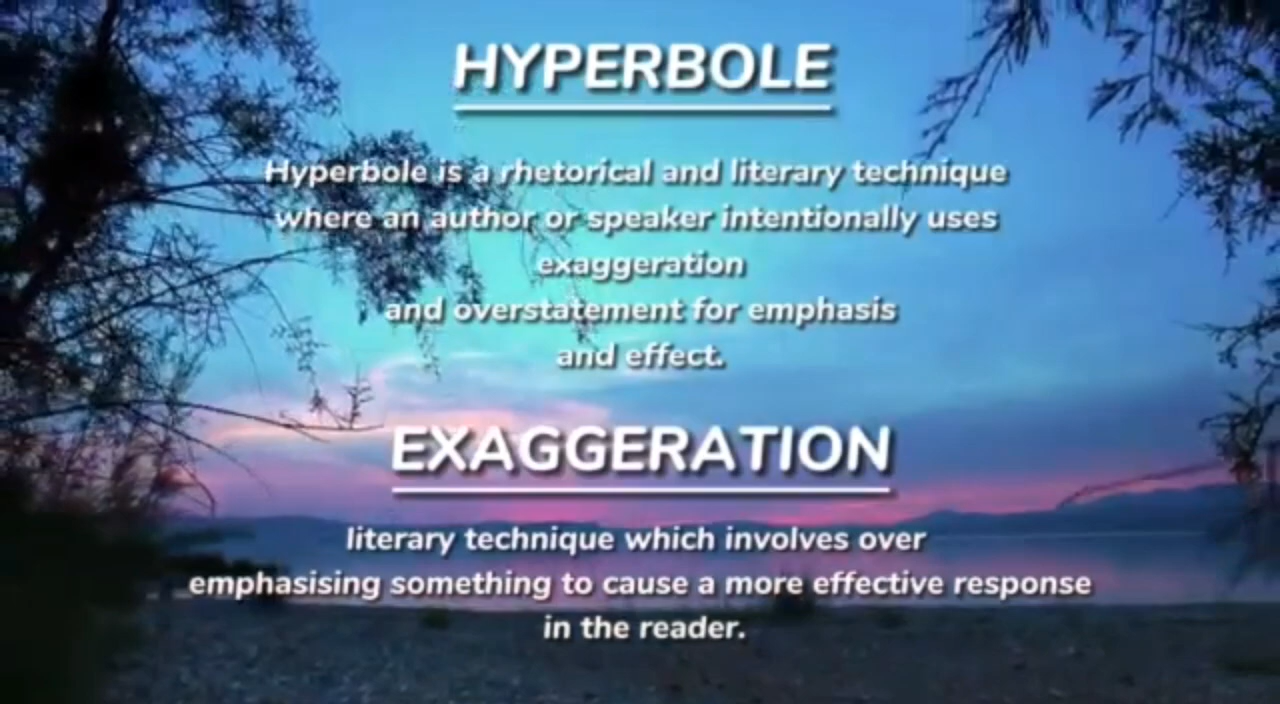 HYPERBOLE
Hyperbole is a rhetorical and literary technique
where an author or speaker intentionally uses
exaggeration
and overstatement for emphasis
and effect.
EXAGGERATION
literary technique which involves over
emphasising something to cause a more effective response
in the reader.